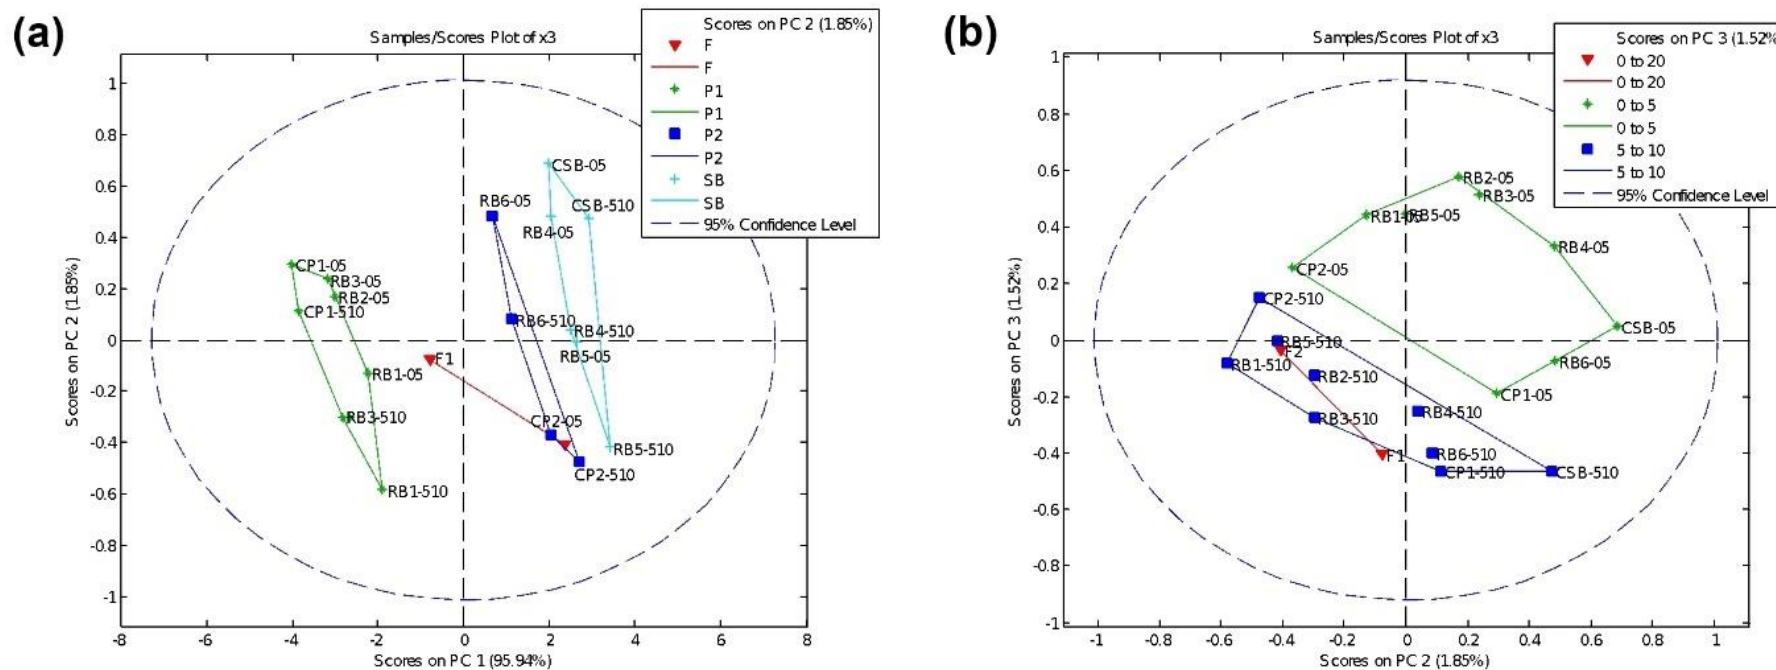 (a)
Samples/Scores Plot of x3
Scores on PC 2 (1.85%)
F
F
P1
P1
P2
P2
SB
SB
95% Confidence Level
Scores on PC 2 (1.85%)
1
0.8
0.6
0.4
0.2
0
-0.2
-0.4
-0.6
-0.8
-1
CSB-05
RB6-05
CSB-510
RB4-05
CP1-05
RB3-05
RB2-05
CP1-510
RB6-510
RB4-510
RB5-05
F1
RB1-05
RB3-510
CP2-05
RB5-510
CP2-510
RB1-510
-8 -6 -4 -2 0 2 4 6 8
Scores on PC 1 (95.94%)
(b)
Samples/Scores Plot of x3
Scores on PC 3 (1.52%
0 to 20
0 to 20
0 to 5
0 to 5
5 to 10
5 to 10
95% Confidence Level
Scores on PC 3 (1.52%)
1
0.8
0.6
0.4
0.2
0
-0.2
-0.4
-0.6
-0.8
-1
RB2-05
RB3-05
RB1-05
RB5-05
RB4-05
CP2-05
CP2-510
CSB-05
RB5-510
F2
RB1-510
RB2-510
RB6-05
CP1-05
RB3-510
RB4-510
F1
RB6-510
CP1-510
CSB-510
-1 -0.8 -0.6 -0.4 -0.2 0 0.2 0.4 0.6 0.8 1
Scores on PC 2 (1.85%)